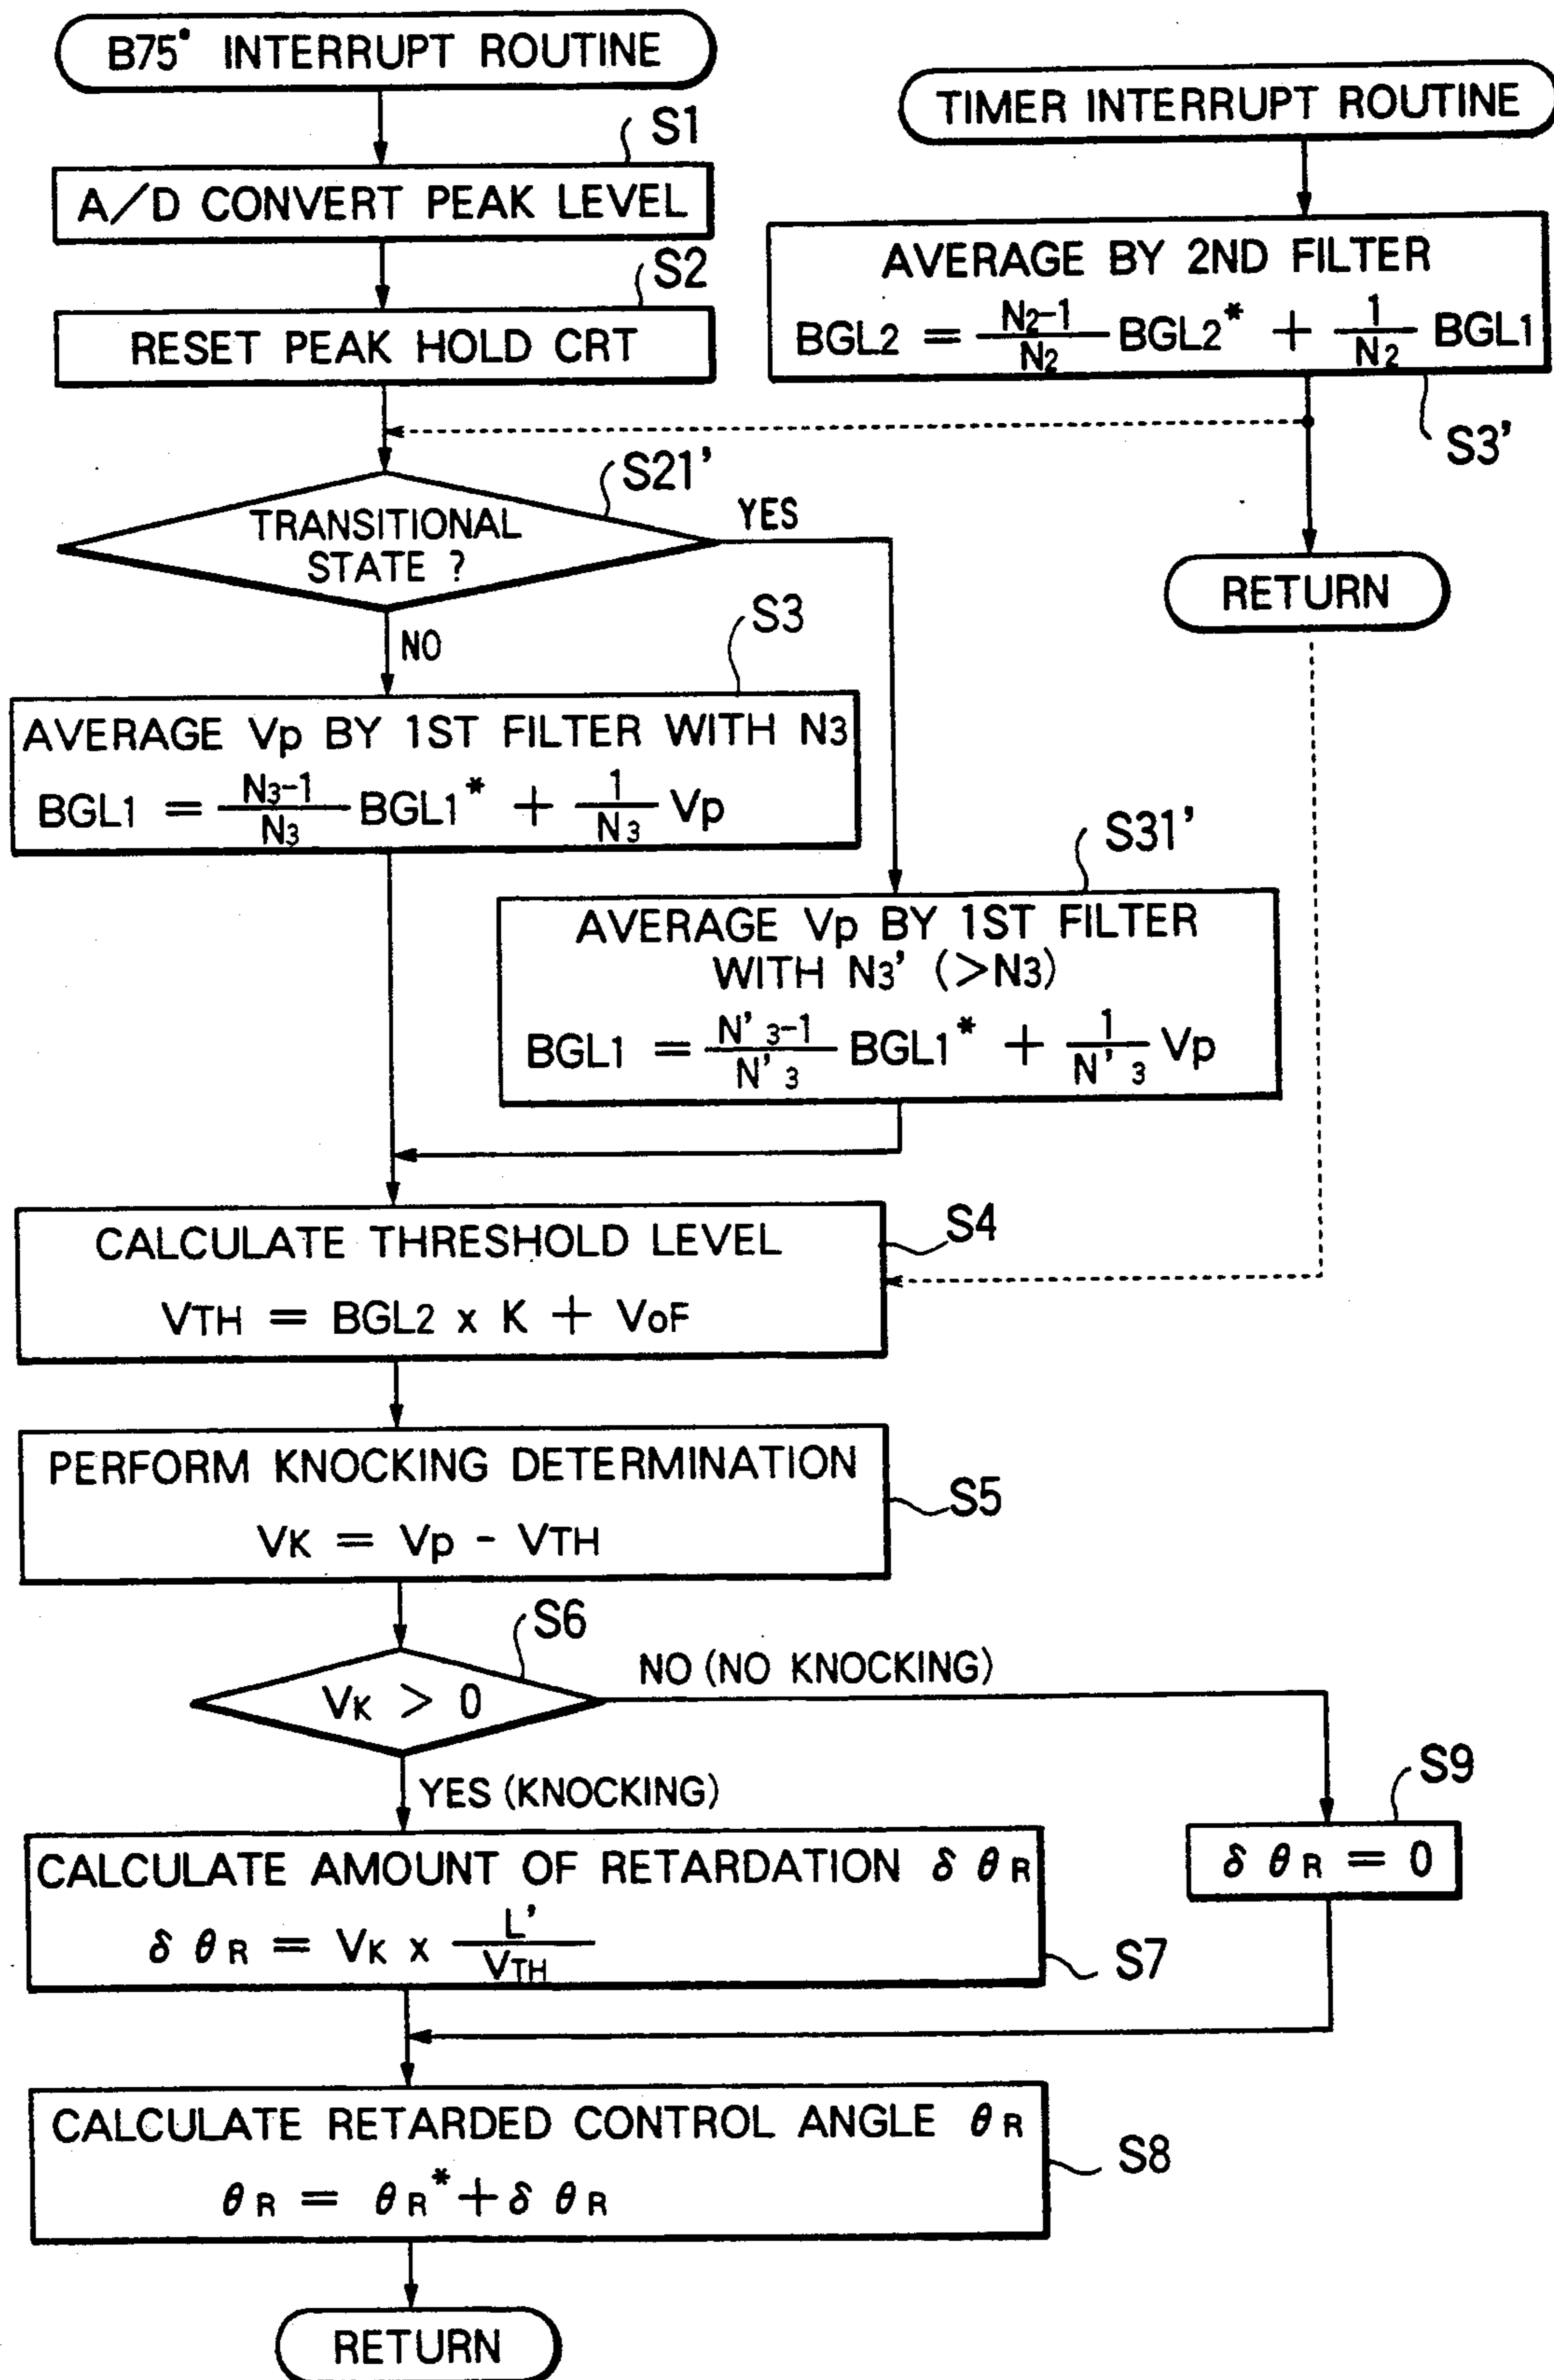 B75° INTERRUPT ROUTINE
S1
A/D CONVERT PEAK LEVEL
S2
RESET PEAK HOLD CRT
TIMER INTERRUPT ROUTINE
AVERAGE BY 2ND FILTER
BGL2 = N2-1/N2 BGL2* + 1/N2 BGL1
S3'
RETURN
S21'
TRANSITIONAL
STATE ?
YES
NO
S3
AVERAGE Vp BY 1ST FILTER WITH N3
BGL1 = N3-1/N3 BGL1* + 1/N3 Vp
S31'
AVERAGE Vp BY 1ST FILTER
WITH N3' (>N3)
BGL1 = N'3-1/N'3 BGL1* + 1/N'3 Vp
S4
CALCULATE THRESHOLD LEVEL
VTH = BGL2 x K + VoF
PERFORM KNOCKING DETERMINATION
VK = Vp - VTH
S5
S6
VK > 0
NO (NO KNOCKING)
YES (KNOCKING)
S9
δ θR = 0
CALCULATE AMOUNT OF RETARDATION δ θR
δ θR = VK x L'/VTH
S7
CALCULATE RETARDED CONTROL ANGLE θR
θR = θR* + δ θR
S8
RETURN